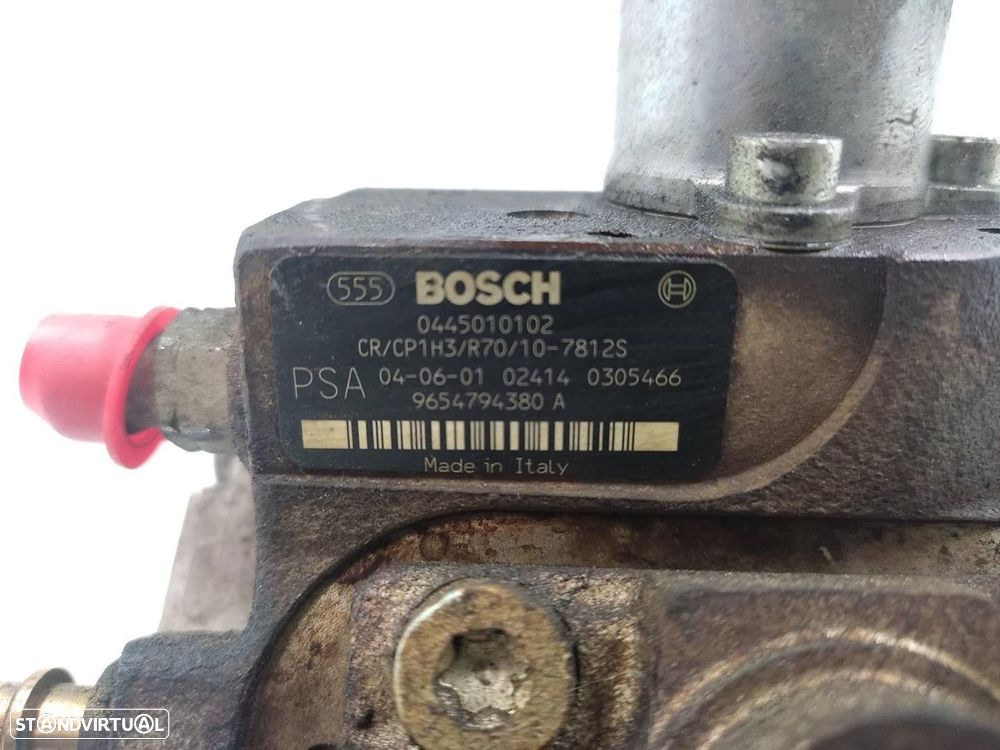 555 BOSCH
0445010102
CR/CP1H3/R70/10-7812S
PSA 04-06-01 02414 0305466
9654794380 A
Made in Italy
STANDVIRTUAL